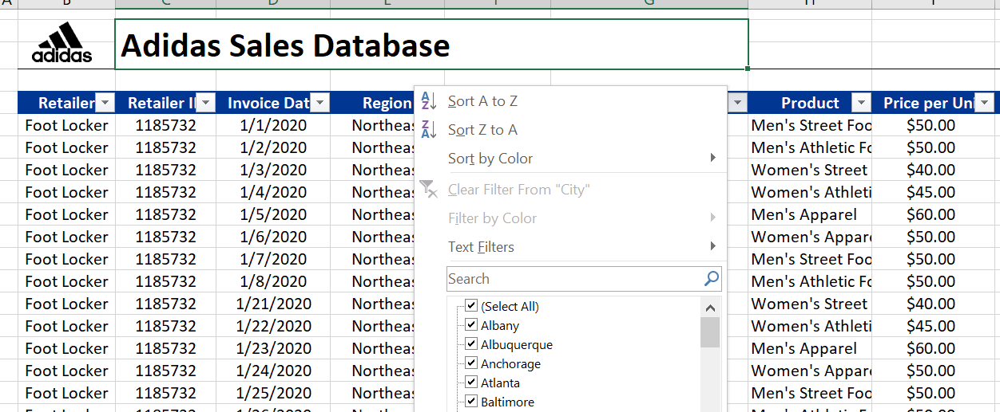 A B C D E F G H I
adidas Adidas Sales Database
Retailer Retailer I Invoice Dat Region Product Price per Uni
Foot Locker 1185732 1/1/2020 Northeas Men's Street Foo $50.00
Foot Locker 1185732 1/2/2020 Northeas Men's Athletic Fo $50.00
Foot Locker 1185732 1/3/2020 Northeas Women's Street $40.00
Foot Locker 1185732 1/4/2020 Northeas Women's Athleti $45.00
Foot Locker 1185732 1/5/2020 Northeas Men's Apparel $60.00
Foot Locker 1185732 1/6/2020 Northeas Women's Appar $50.00
Foot Locker 1185732 1/7/2020 Northeas Men's Street Foo $50.00
Foot Locker 1185732 1/8/2020 Northeas Men's Athletic Fo $50.00
Foot Locker 1185732 1/21/2020 Northeas Women's Street $40.00
Foot Locker 1185732 1/22/2020 Northeas Women's Athleti $45.00
Foot Locker 1185732 1/23/2020 Northeas Men's Apparel $60.00
Foot Locker 1185732 1/24/2020 Northeas Women's Appar $50.00
Foot Locker 1185732 1/25/2020 Northeas Men's Street Foo $50.00
Sort A to Z
Sort Z to A
Sort by Color
Clear Filter From "City"
Filter by Color
Text Filters
Search
(Select All)
Albany
Albuquerque
Anchorage
Atlanta
Baltimore